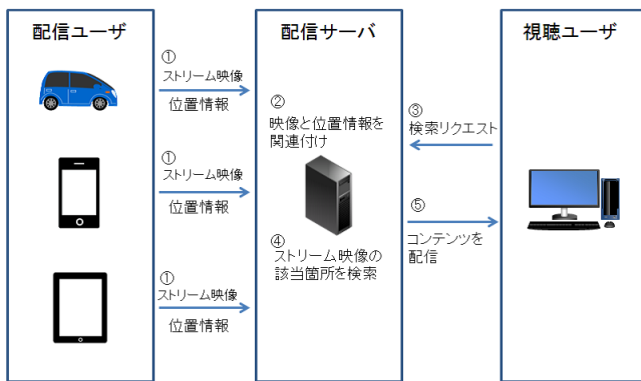 配信ユーザ
配信サーバ
視聴ユーザ
①
ストリーム映像
位置情報
①
ストリーム映像
位置情報
①
ストリーム映像
位置情報
②
映像と位置情報を
関連付け
③
検索リクエスト
④
ストリーム映像の
該当箇所を検索
⑤
コンテンツを
配信